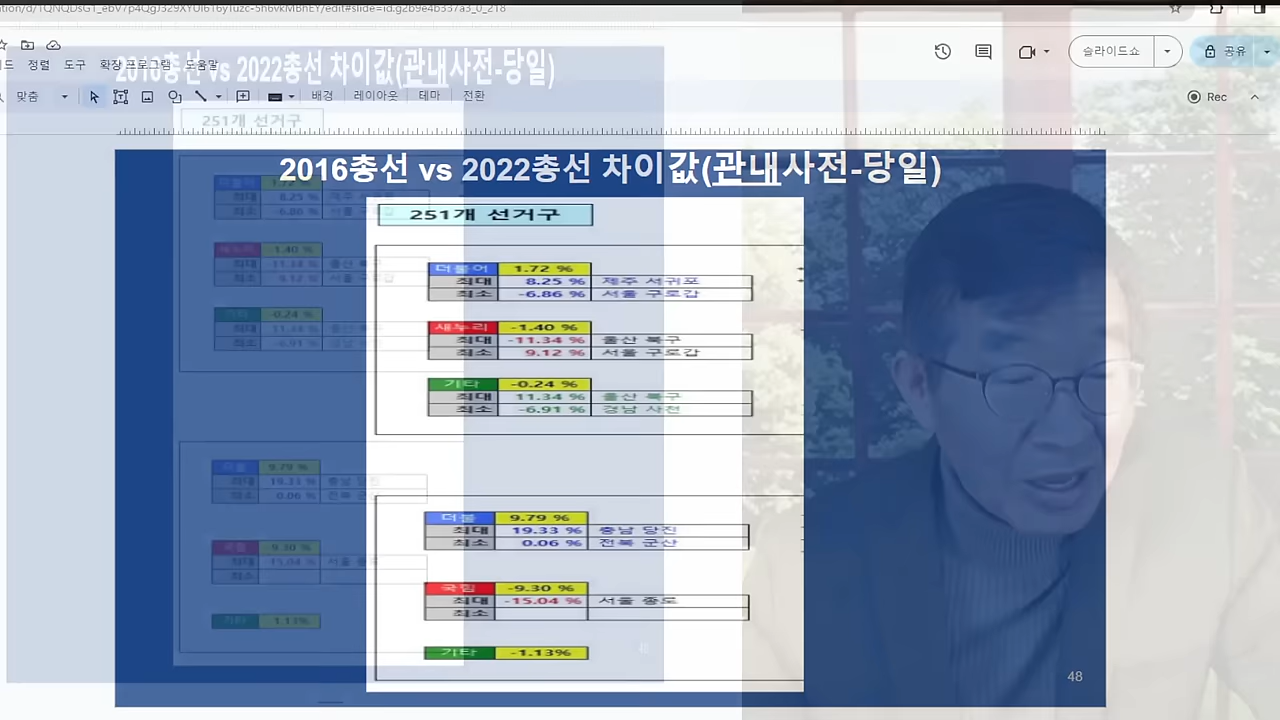 정렬 도구 확장 프로그램 도움말
슬라이드쇼
공유
맞춤
배경
레이아웃
테마
전환
Rec
2016총선 vs 2022총선 차이값(관내사전-당일)
251개 선거구
더불어 1.72 %
최대 8.25 % 제주 서귀포
최소 -6.86 % 서울 구로갑
새누리 -1.40 %
최대 -11.34 % 울산 북구
최소 9.12 % 서울 구로갑
기타 -0.24 %
최대 11.34 % 울산 북구
최소 -6.91 % 경남 사천
더불 9.79 %
최대 19.33 % 충남 당진
최소 0.06 % 전북 군산
국힘 -9.30 %
최대 -15.04 % 서울 종로
최소
기타 -1.13%
48